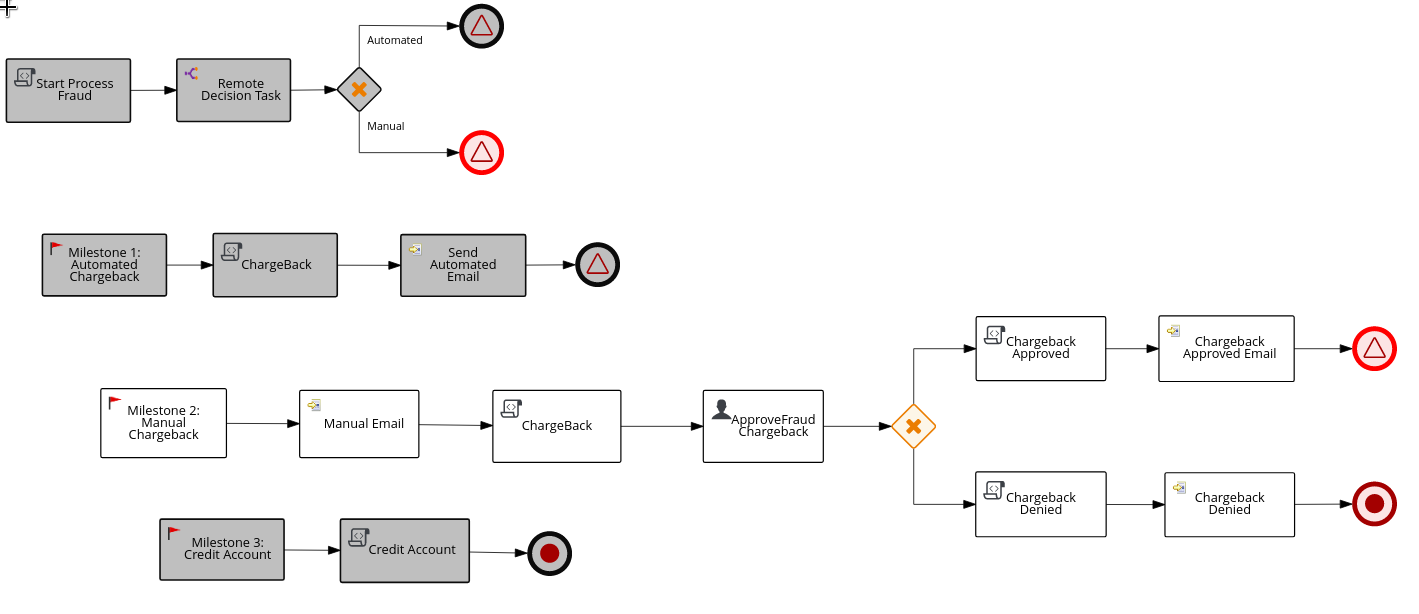 Automated
Start Process
Fraud
Remote
Decision Task
Manual
Milestone 1:
Automated
Chargeback
ChargeBack
Send
Automated
Email
Milestone 2:
Manual
Chargeback
Manual Email
ChargeBack
ApproveFraud
Chargeback
Chargeback
Approved
Chargeback
Approved Email
Chargeback
Denied
Chargeback
Denied
Milestone 3:
Credit Account
Credit Account